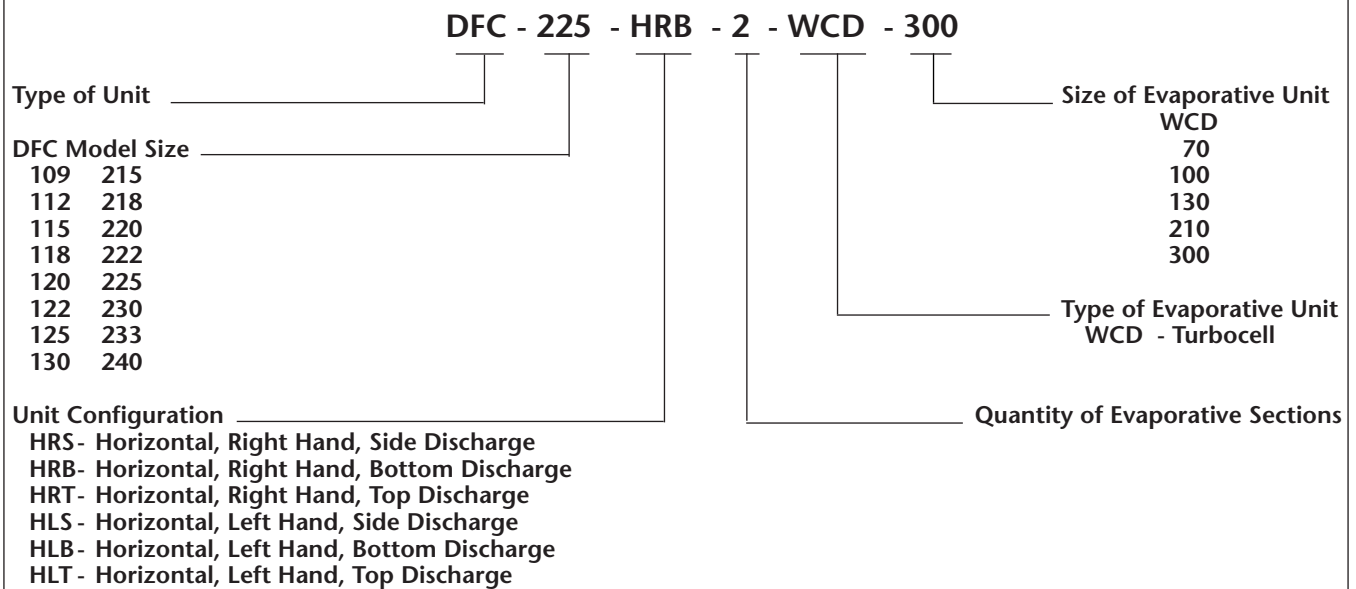 DFC - 225 - HRB - 2 - WCD - 300
Type of Unit
DFC Model Size
109 215
112 218
115 220
118 222
120 225
122 230
125 233
130 240
Unit Configuration
HRS- Horizontal, Right Hand, Side Discharge
HRB- Horizontal, Right Hand, Bottom Discharge
HRT- Horizontal, Right Hand, Top Discharge
HLS - Horizontal, Left Hand, Side Discharge
HLB- Horizontal, Left Hand, Bottom Discharge
HLT - Horizontal, Left Hand, Top Discharge
Size of Evaporative Unit
WCD
70
100
130
210
300
Type of Evaporative Unit
WCD - Turbocell
Quantity of Evaporative Sections